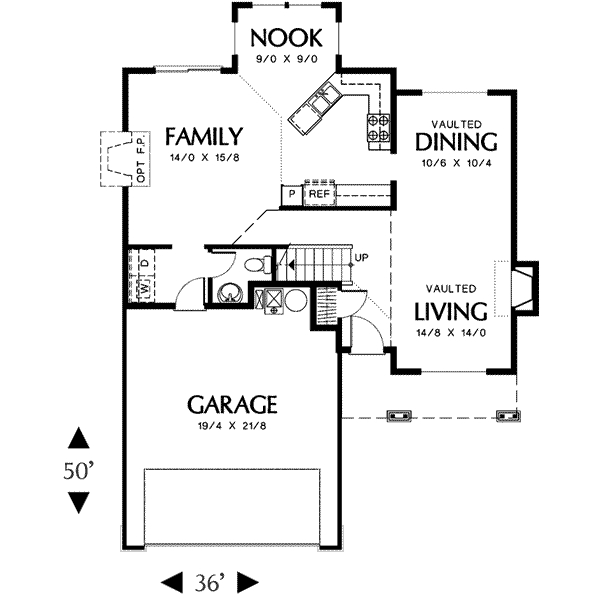 NOOK
9/0 X 9/0
FAMILY
14/0 X 15/8
VAULTED
DINING
10/6 X 10/4
OPT F.P.
P
REF
D
W
UP
VAULTED
LIVING
14/8 X 14/0
GARAGE
19/4 X 21/8
50'
36'